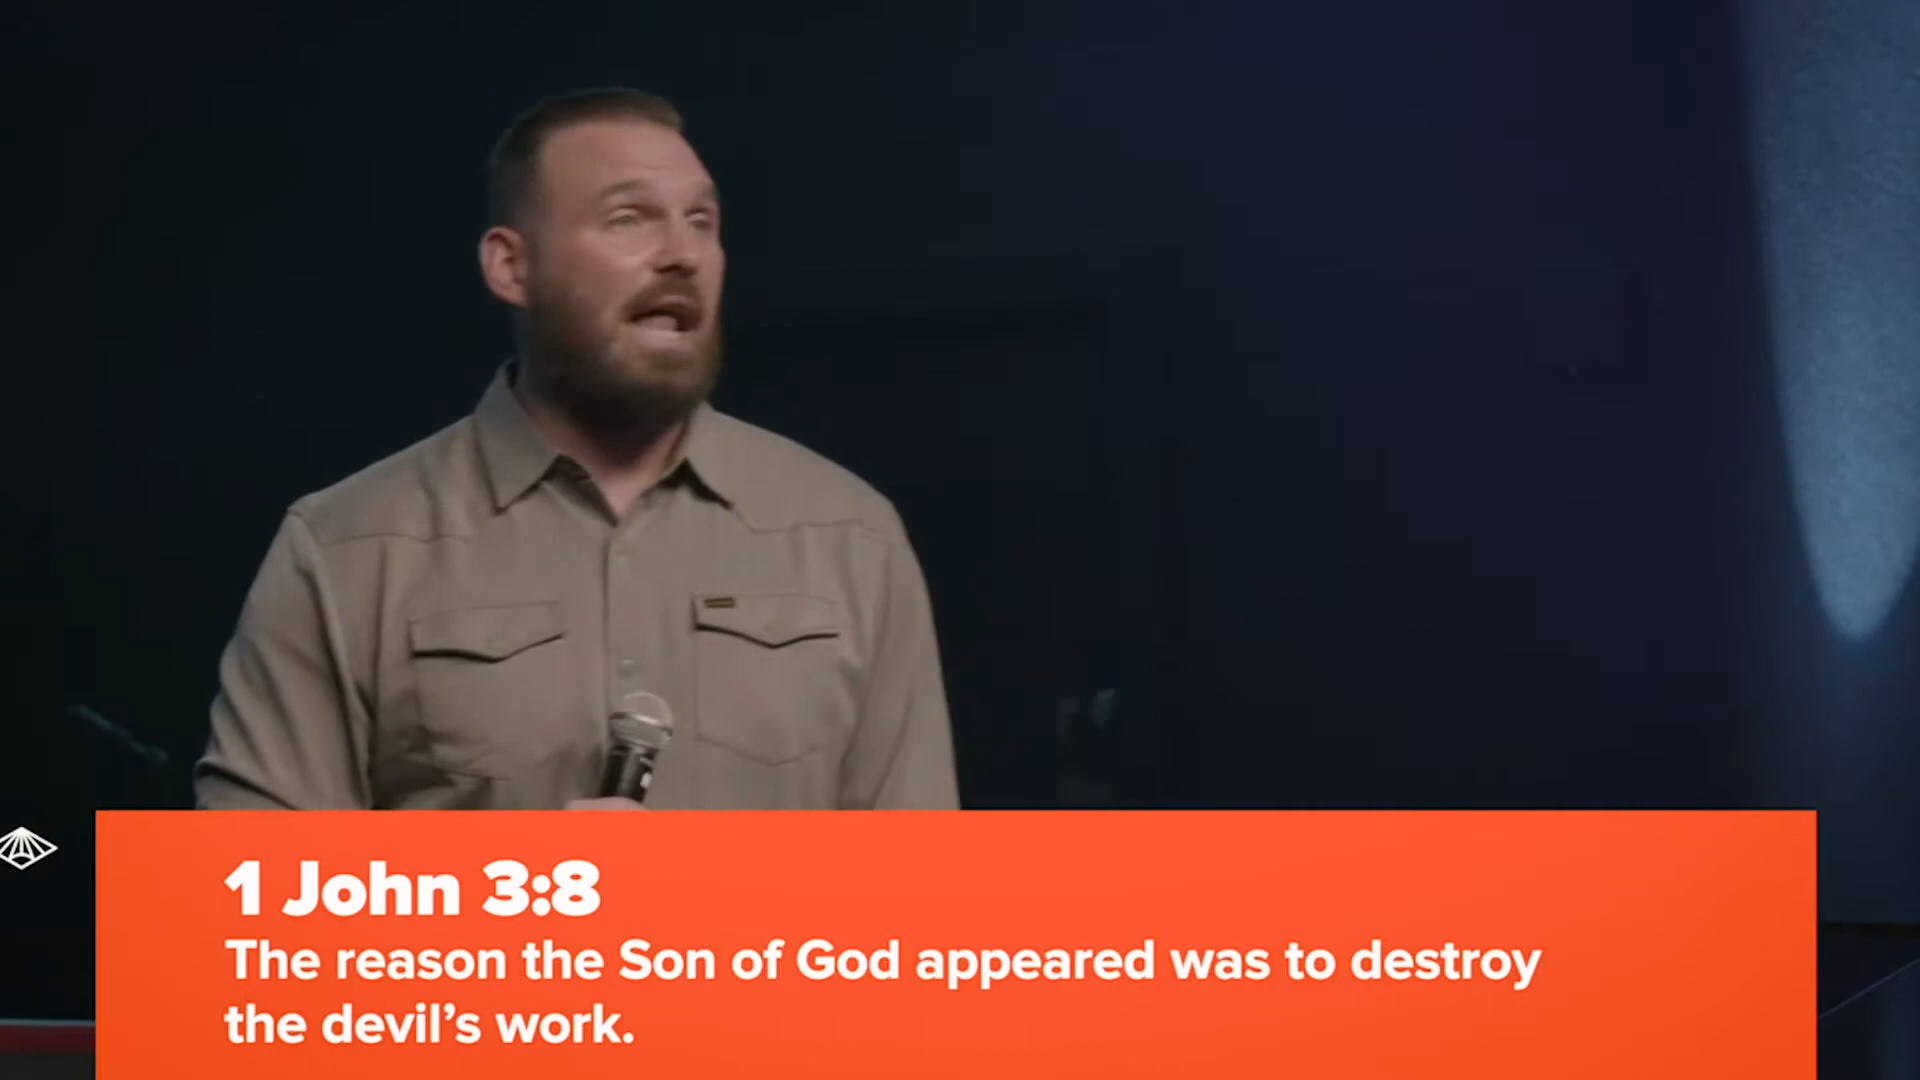 1 John 3:8
The reason the Son of God appeared was to destroy
the devil’s work.